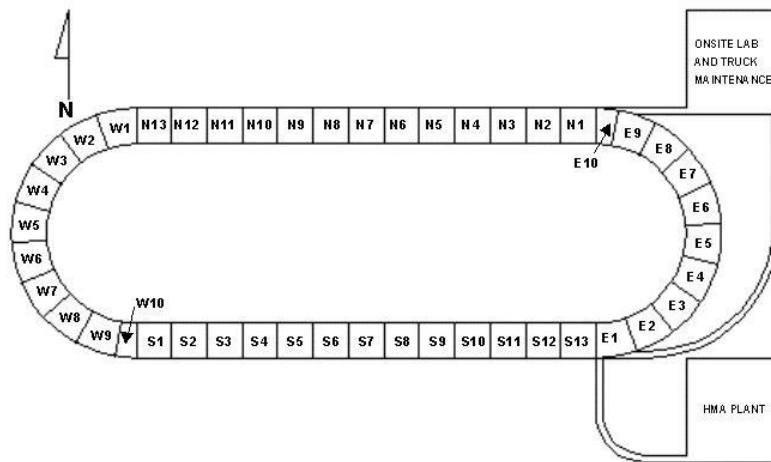 ONSITE LAB
AND TRUCK
MAINTENANCE
N
W1 N13 N12 N11 N10 N9 N8 N7 N6 N5 N4 N3 N2 N1
E10
E9
W2
E8
W3
E7
W4
E6
W5
E5
W6
E4
W7
E3
W10
W8
E2
W9
S1 S2 S3 S4 S5 S6 S7 S8 S9 S10 S11 S12 S13 E1
HMA PLANT